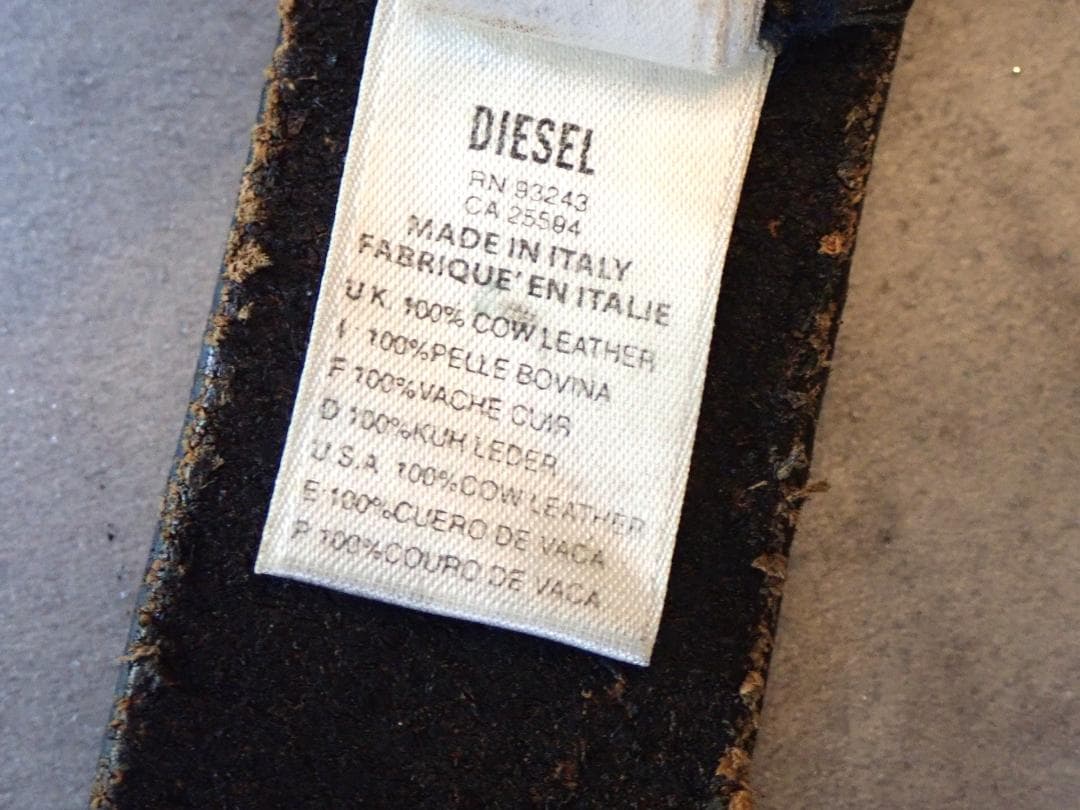 DIESEL
RN 93243
CA 25594
MADE IN ITALY
FABRIQUE' EN ITALIE
U K. 100% COW LEATHER
I : 100%PELLE BOVINA
F 100%VACHE CUIR
D 100%KUH LEDER
U.S.A. 100%COW LEATHER
E:100%CUERO DE VACA
P 100%COURO DE VACA